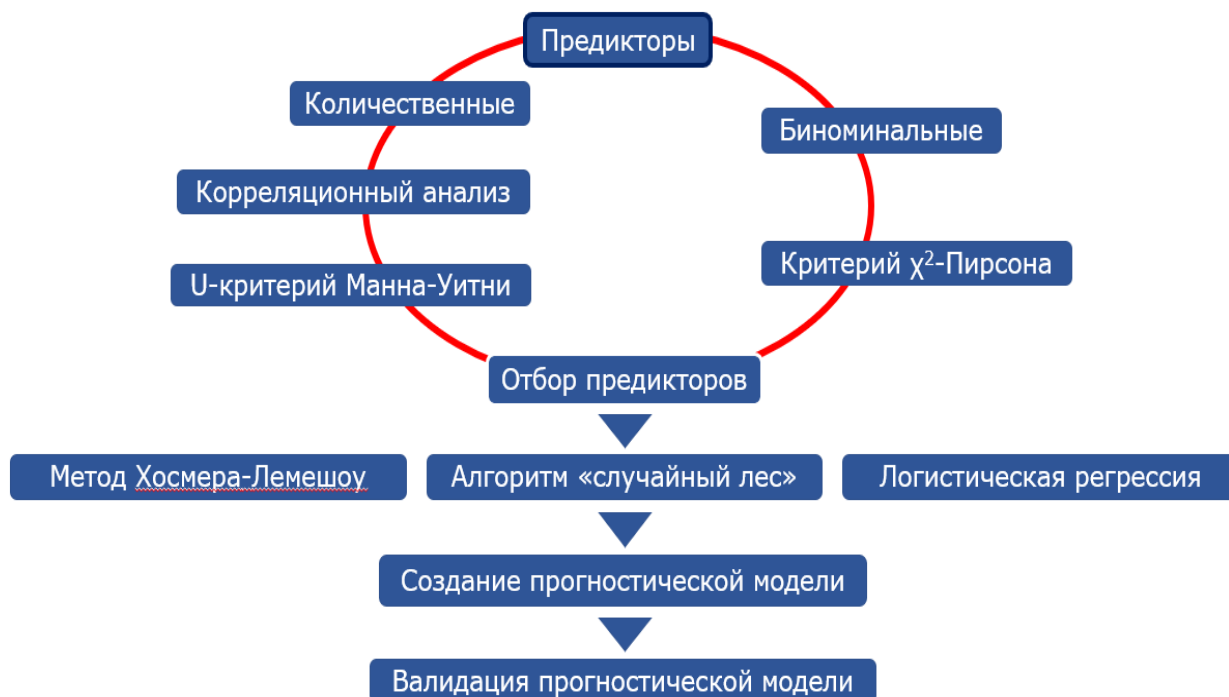 Предикторы
Количественные
Биноминальные
Корреляционный анализ
Критерий χ²-Пирсона
U-критерий Манна-Уитни
Отбор предикторов
Метод Хосмера-Лемешоу
Алгоритм «случайный лес»
Логистическая регрессия
Создание прогностической модели
Валидация прогностической модели